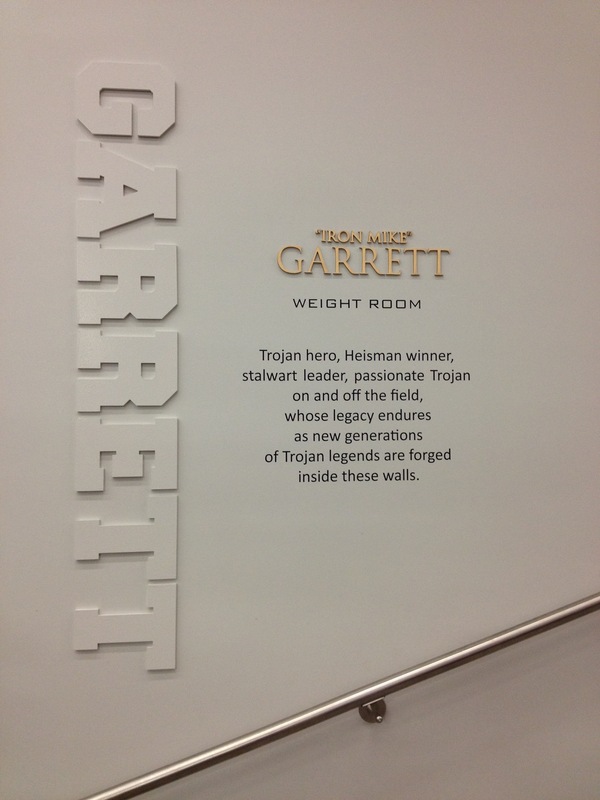 GARRETT
"IRON MIKE"
GARRETT
WEIGHT ROOM
Trojan hero, Heisman winner,
stalwart leader, passionate Trojan
on and off the field,
whose legacy endures
as new generations
of Trojan legends are forged
inside these walls.